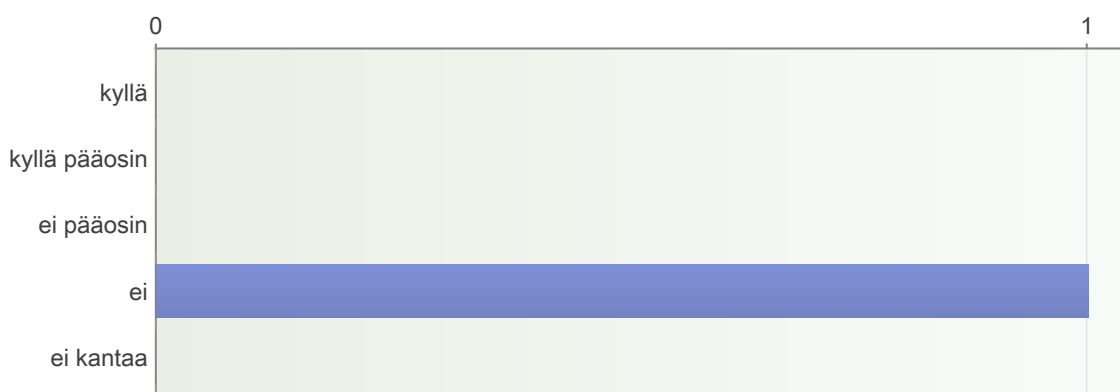 0 1
kyllä
kyllä pääosin
ei pääosin
ei
ei kantaa